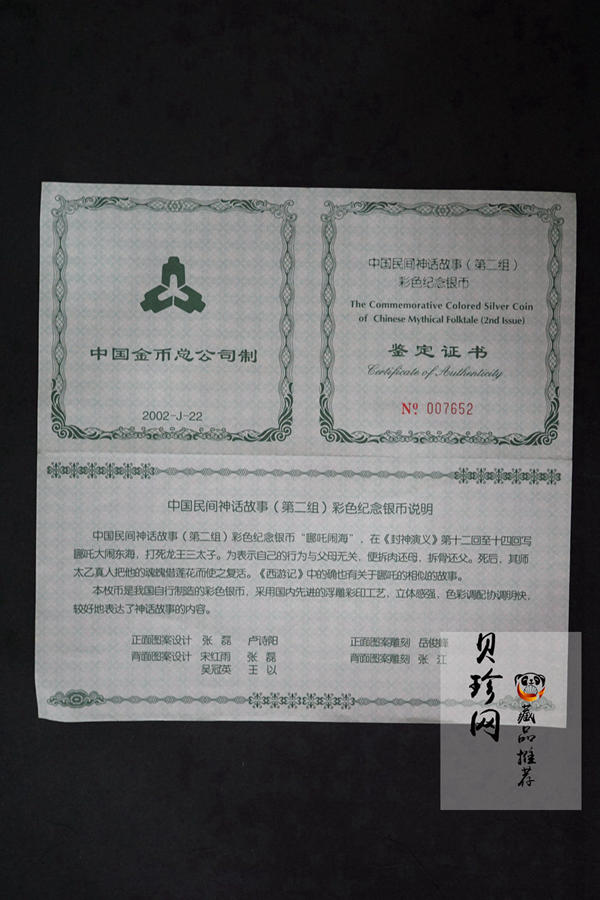 中国金币总公司制
2002-J-22
中国民间神话故事（第二组）
彩色纪念银币
The Commemorative Colored Silver Coin
of Chinese Mythical Folktale (2nd Issue)
鉴定证书
Certificate of Authenticity
Nº 007652
中国民间神话故事（第二组）彩色纪念银币说明
中国民间神话故事（第二组）彩色纪念银币“哪吒闹海”，在《封神演义》第十二回至十四回写
哪吒大闹东海，打死龙王三太子。为表示自己的行为与父母无关，便拆肉还母，拆骨还父。死后，其师
太乙真人把他的魂魄借莲花而使之复活。《西游记》中的确也有关于哪吒的相似的故事。
本枚币是我国自行制造的彩色银币，采用国内先进的浮雕彩印工艺，立体感强，色彩调配协调明快，
较好地表达了神话故事的内容。
正面图案设计 张磊 卢诗阳
正面图案雕刻 岳俊峰
背面图案设计 宋红雨 张磊
背面图案雕刻 张江
吴冠英 王以
贝珍网
藏品推荐